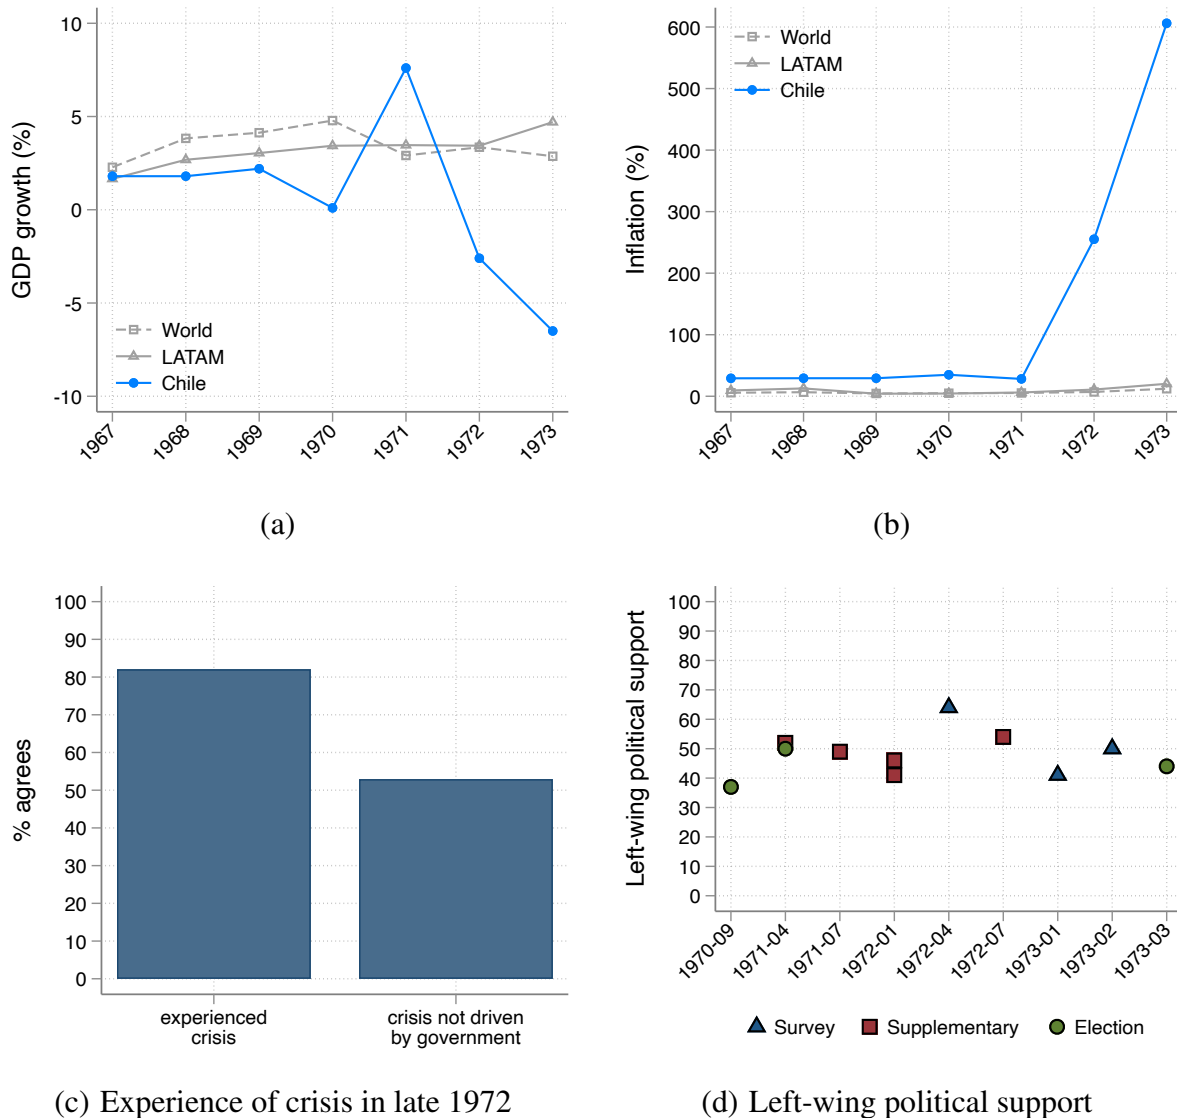 10
5
0
-5
-10
GDP growth (%)
World
LATAM
Chile
1967
1968
1969
1970
1971
1972
1973
(a)
600
500
400
300
200
100
0
Inflation (%)
World
LATAM
Chile
1967
1968
1969
1970
1971
1972
1973
(b)
100
90
80
70
60
50
40
30
20
10
0
% agrees
experienced
crisis
crisis not driven
by government
(c) Experience of crisis in late 1972
100
90
80
70
60
50
40
30
20
10
0
Left-wing political support
1970-09
1971-04
1971-07
1972-01
1972-04
1972-07
1973-01
1973-02
1973-03
Survey
Supplementary
Election
(d) Left-wing political support